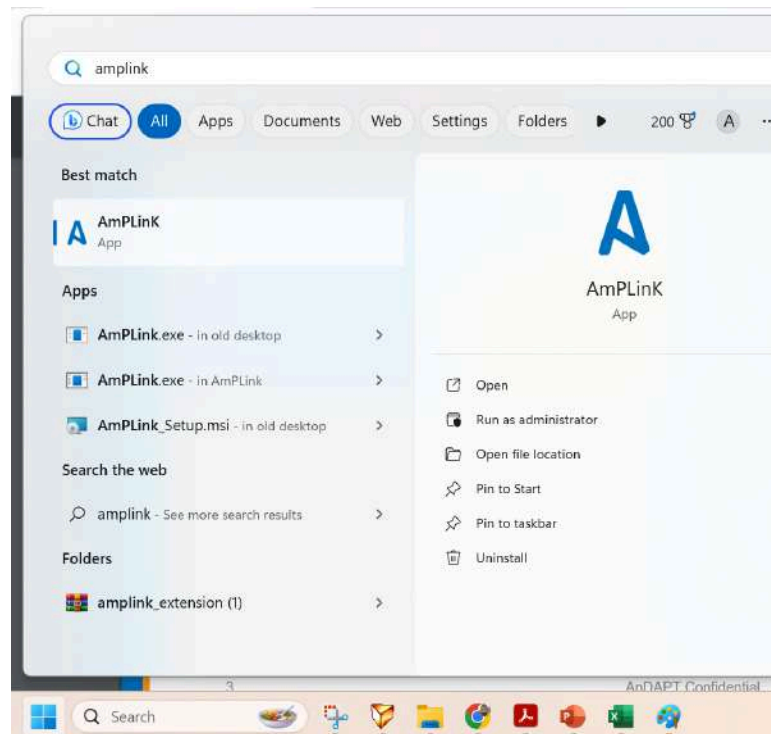 amplink
Chat All Apps Documents Web Settings Folders 200 A ...
Best match
AmPLinK
App
Apps
AmPLink.exe - in old desktop
AmPLink.exe - in AmPLink
AmPLink_Setup.msi - in old desktop
Search the web
amplink - See more search results
Folders
amplink_extension (1)
AmPLinK
App
Open
Run as administrator
Open file location
Pin to Start
Pin to taskbar
Uninstall
3
AnDAPT Confidential
Search